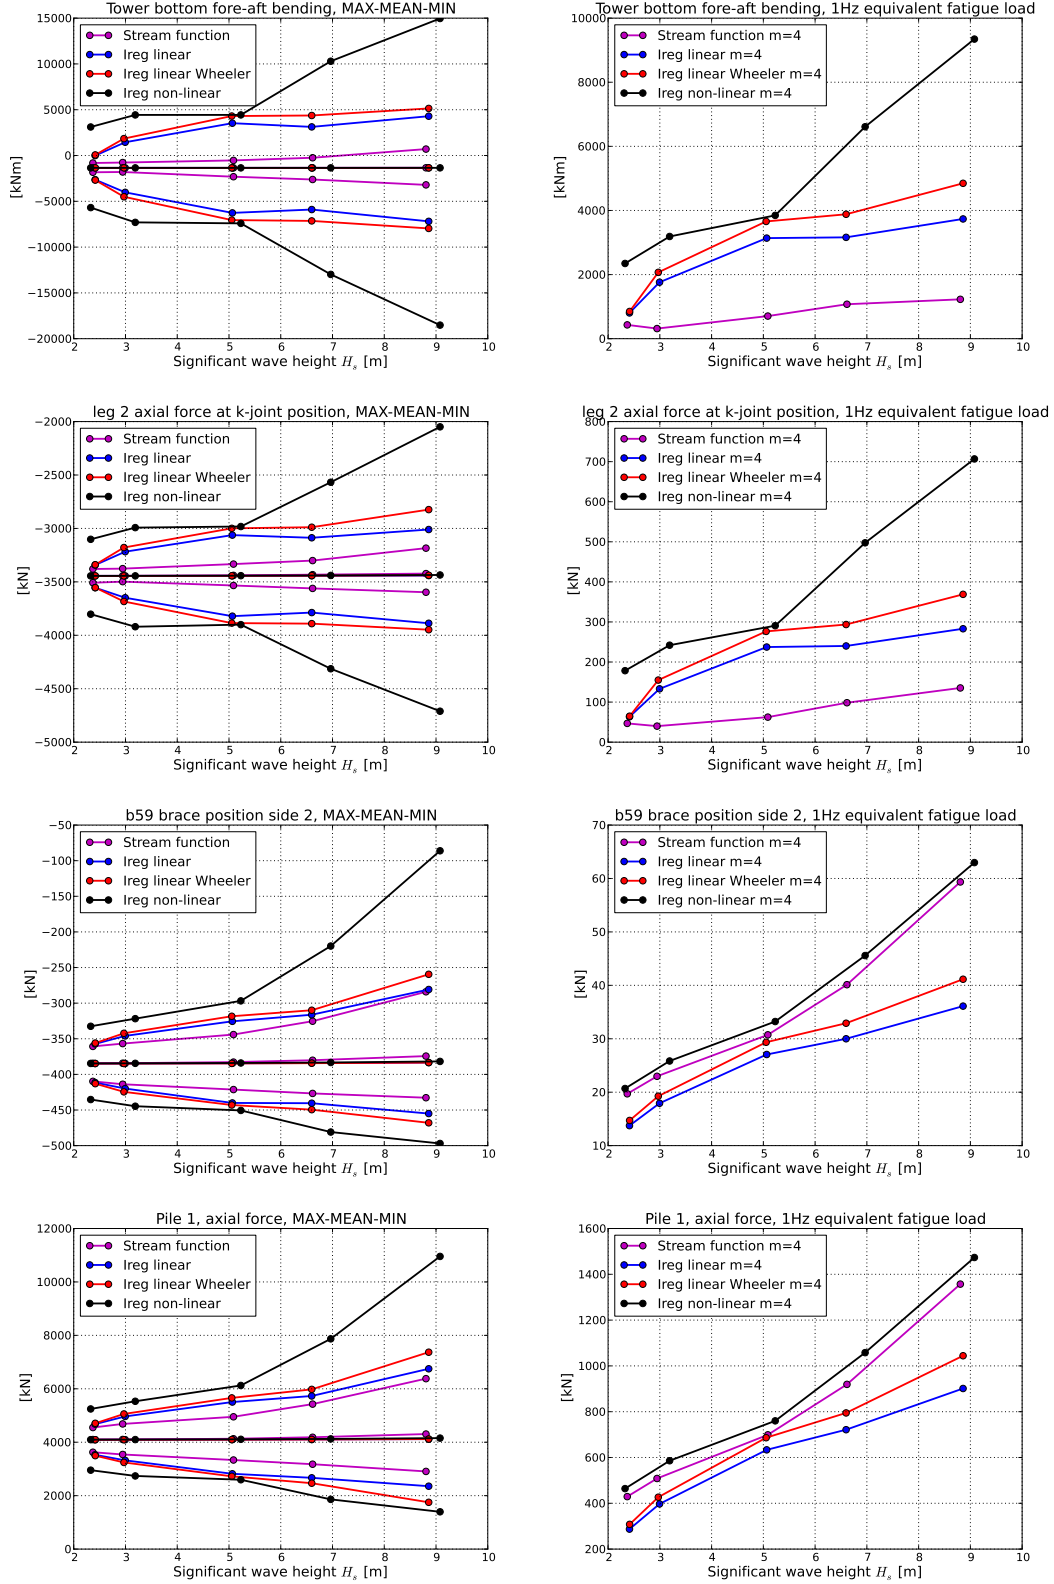 Tower bottom fore-aft bending, MAX-MEAN-MIN
15000
10000
5000
0
−5000
−10000
−15000
−20000
[kNm]
Stream function
Ireg linear
Ireg linear Wheeler
Ireg non-linear
2 3 4 5 6 7 8 9 10
Significant wave height H_s [m]
Tower bottom fore-aft bending, 1Hz equivalent fatigue load
10000
8000
6000
4000
2000
0
[kNm]
Stream function m=4
Ireg linear m=4
Ireg linear Wheeler m=4
Ireg non-linear m=4
2 3 4 5 6 7 8 9 10
Significant wave height H_s [m]
leg 2 axial force at k-joint position, MAX-MEAN-MIN
−2000
−2500
−3000
−3500
−4000
−4500
−5000
[kN]
Stream function
Ireg linear
Ireg linear Wheeler
Ireg non-linear
2 3 4 5 6 7 8 9 10
Significant wave height H_s [m]
leg 2 axial force at k-joint position, 1Hz equivalent fatigue load
800
700
600
500
400
300
200
100
0
[kN]
Stream function m=4
Ireg linear m=4
Ireg linear Wheeler m=4
Ireg non-linear m=4
2 3 4 5 6 7 8 9 10
Significant wave height H_s [m]
b59 brace position side 2, MAX-MEAN-MIN
−50
−100
−150
−200
−250
−300
−350
−400
−450
−500
[kN]
Stream function
Ireg linear
Ireg linear Wheeler
Ireg non-linear
2 3 4 5 6 7 8 9 10
Significant wave height H_s [m]
b59 brace position side 2, 1Hz equivalent fatigue load
70
60
50
40
30
20
10
[kN]
Stream function m=4
Ireg linear m=4
Ireg linear Wheeler m=4
Ireg non-linear m=4
2 3 4 5 6 7 8 9 10
Significant wave height H_s [m]
Pile 1, axial force, MAX-MEAN-MIN
12000
10000
8000
6000
4000
2000
0
[kN]
Stream function
Ireg linear
Ireg linear Wheeler
Ireg non-linear
2 3 4 5 6 7 8 9 10
Significant wave height H_s [m]
Pile 1, axial force, 1Hz equivalent fatigue load
1600
1400
1200
1000
800
600
400
200
[kN]
Stream function m=4
Ireg linear m=4
Ireg linear Wheeler m=4
Ireg non-linear m=4
2 3 4 5 6 7 8 9 10
Significant wave height H_s [m]